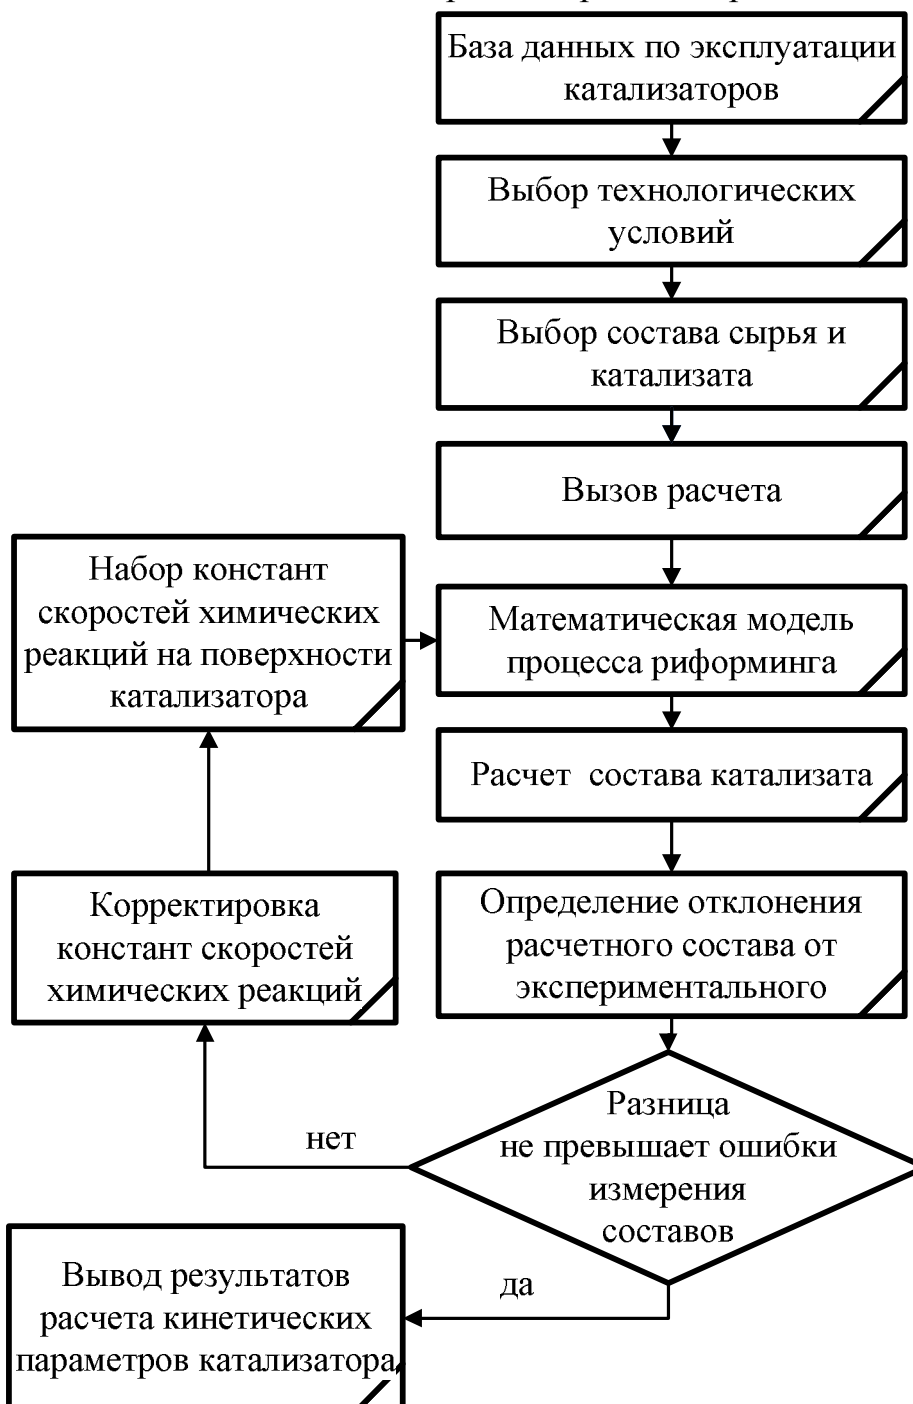 База данных по эксплуатации
катализаторов
Выбор технологических
условий
Выбор состава сырья и
катализата
Вызов расчета
Набор констант
скоростей химических
реакций на поверхности
катализатора
Математическая модель
процесса риформинга
Расчет состава катализата
Корректировка
констант скоростей
химических реакций
Определение отклонения
расчетного состава от
экспериментального
Разница
не превышает ошибки
измерения
составов
нет
да
Вывод результатов
расчета кинетических
параметров катализатора